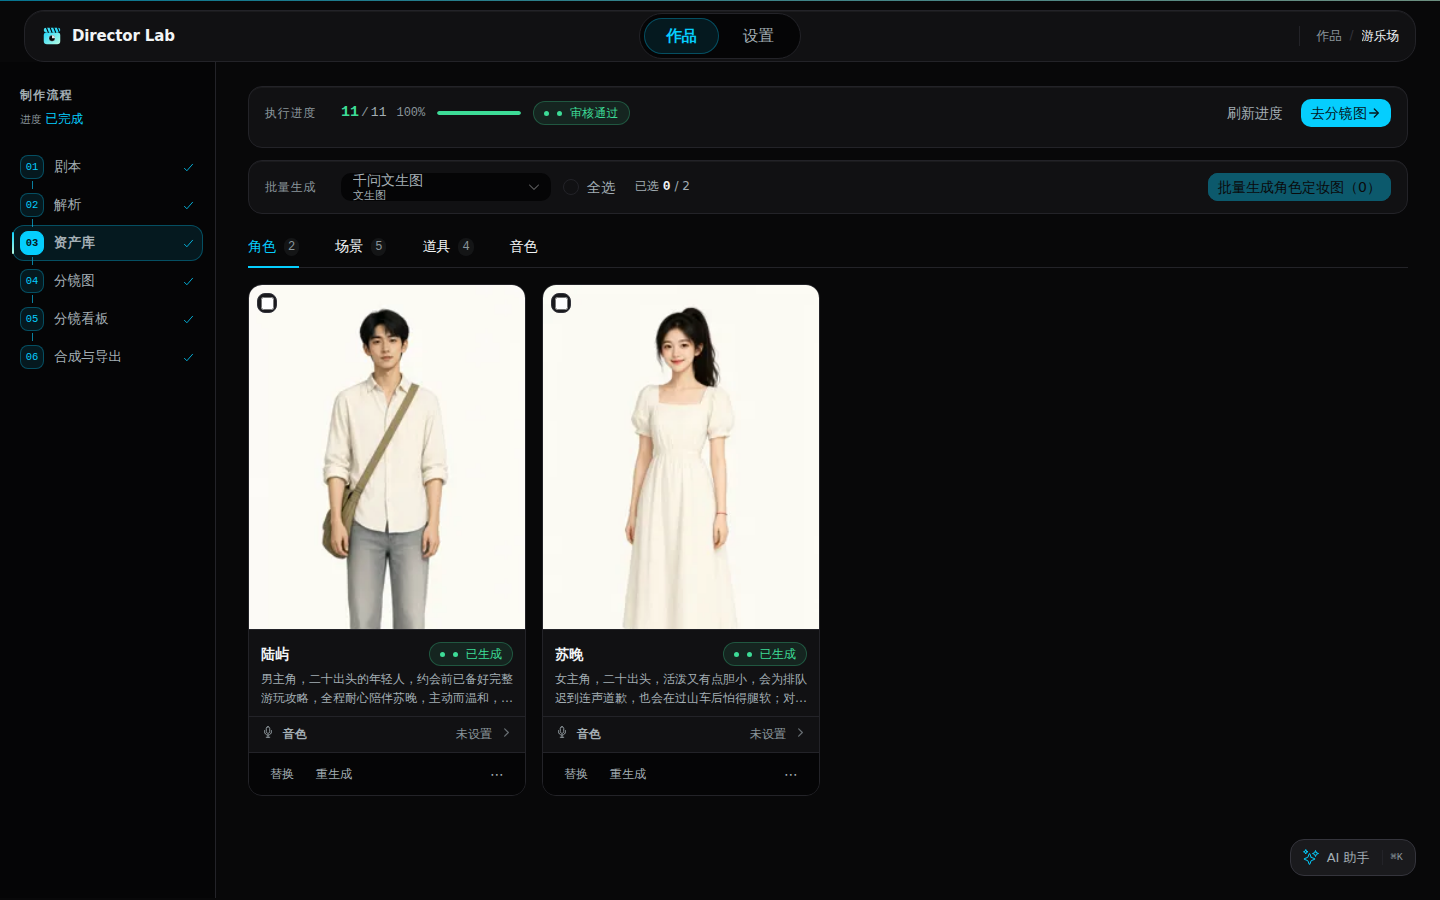 Director Lab
作品
设置
作品 / 游乐场
制作流程
进度 已完成
01 剧本
02 解析
03 资产库
04 分镜图
05 分镜看板
06 合成与导出
执行进度
11/11 100%
审核通过
刷新进度
去分镜图→
批量生成
千问文生图
文生图
全选
已选 0 / 2
批量生成角色定妆图（0）
角色 2
场景 5
道具 4
音色
陆屿
已生成
男主角，二十出头的年轻人，约会前已备好完整
游玩攻略，全程耐心陪伴苏晚，主动而温和，...
音色
未设置
替换
重生成
...
苏晚
已生成
女主角，二十出头，活泼又有点胆小，会为排队
迟到连声道歉，也会在过山车后怕得腿软；对...
音色
未设置
替换
重生成
...
AI 助手
⌘K